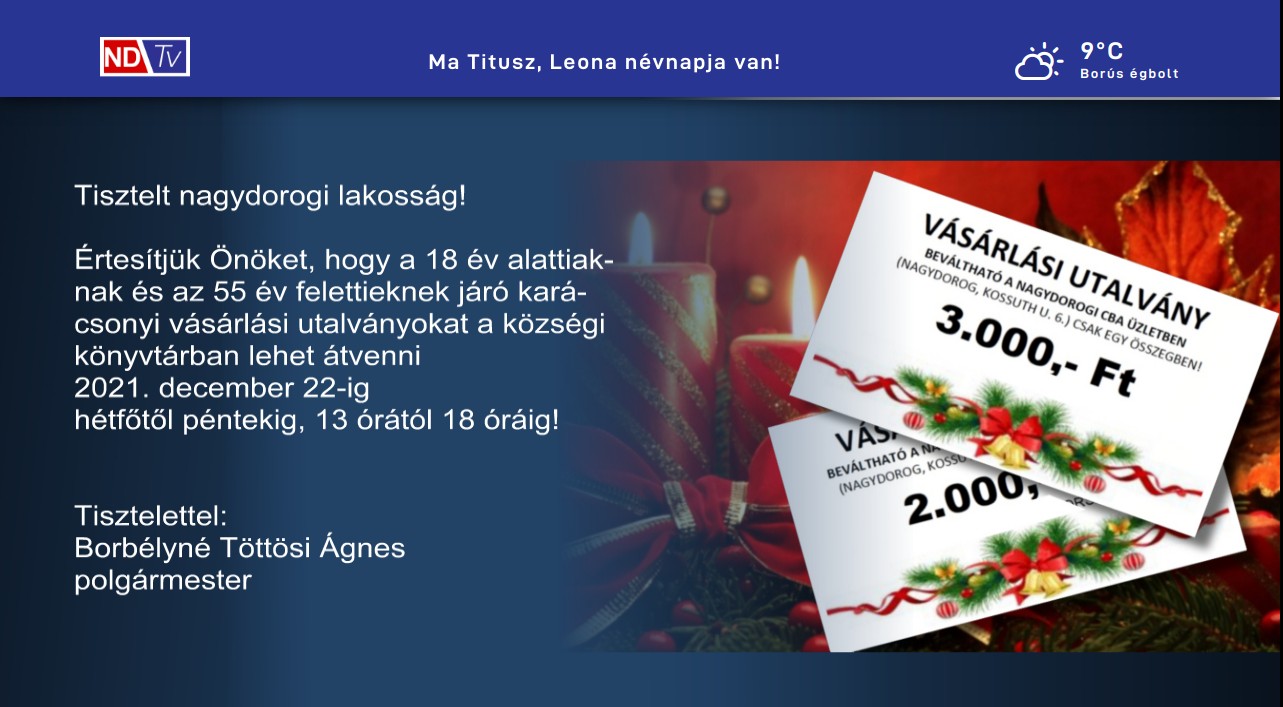 ND Tv
Ma Titusz, Leona névnapja van!
9°C
Borús égbolt
Tisztelt nagydorogi lakosság!
Értesítjük Önöket, hogy a 18 év alattiak-
nak és az 55 év felettieknek járó kará-
csonyi vásárlási utalványokat a községi
könyvtárban lehet átvenni
2021. december 22-ig
hétfőtől péntekig, 13 órától 18 óráig!
Tisztelettel:
Borbélyné Töttösi Ágnes
polgármester
VÁSÁRLÁSI UTALVÁNY
BEVÁLTHATÓ A NAGYDOROGI CBA ÜZLETBEN
(NAGYDOROG, KOSSUTH U. 6.) CSAK EGY ÖSSZEGBEN!
3.000,- Ft
BEVÁLTHATÓ A
(NAGYDOROG,
2.000,